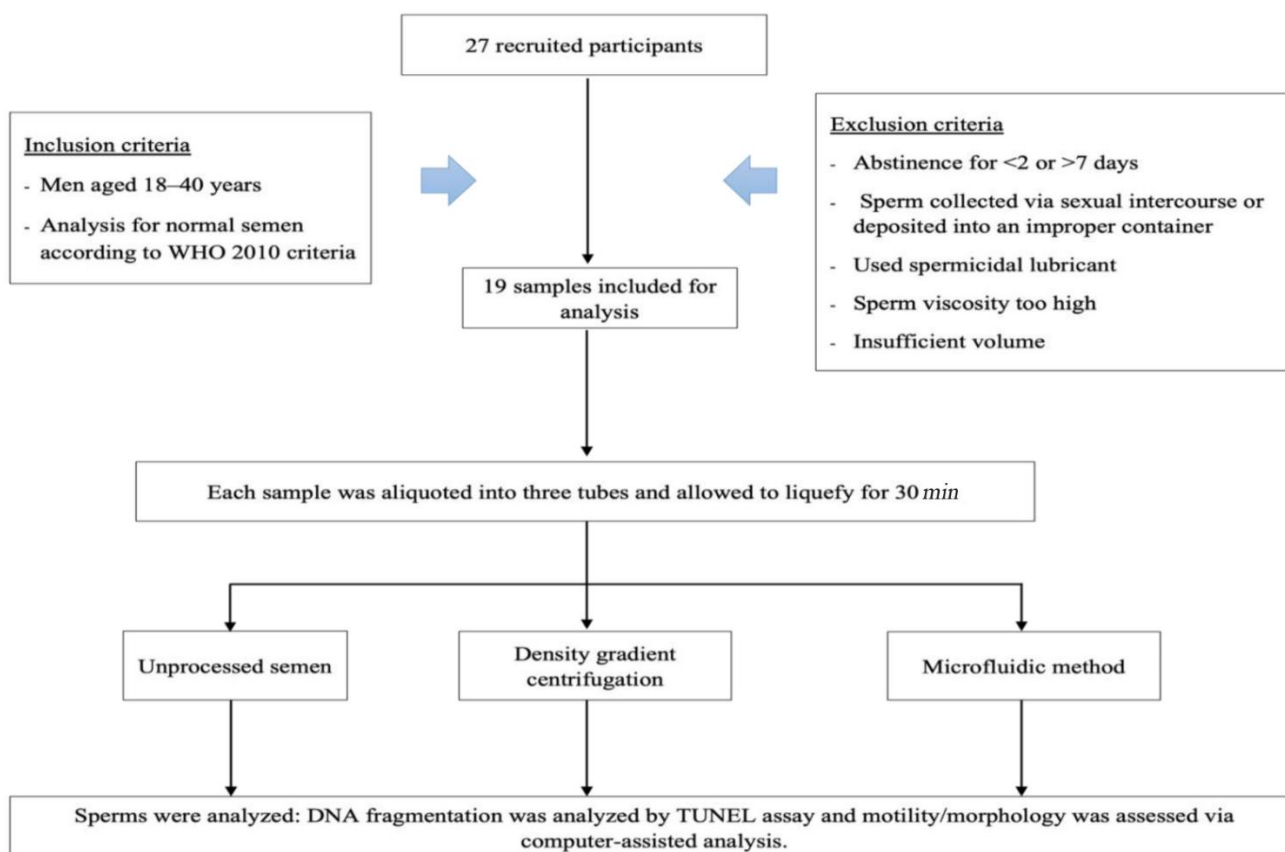 27 recruited participants
Inclusion criteria
- Men aged 18–40 years
- Analysis for normal semen
according to WHO 2010 criteria
Exclusion criteria
- Abstinence for <2 or >7 days
- Sperm collected via sexual intercourse or
deposited into an improper container
- Used spermicidal lubricant
- Sperm viscosity too high
- Insufficient volume
19 samples included for
analysis
Each sample was aliquoted into three tubes and allowed to liquefy for 30 min
Unprocessed semen
Density gradient
centrifugation
Microfluidic method
Sperms were analyzed: DNA fragmentation was analyzed by TUNEL assay and motility/morphology was assessed via
computer-assisted analysis.